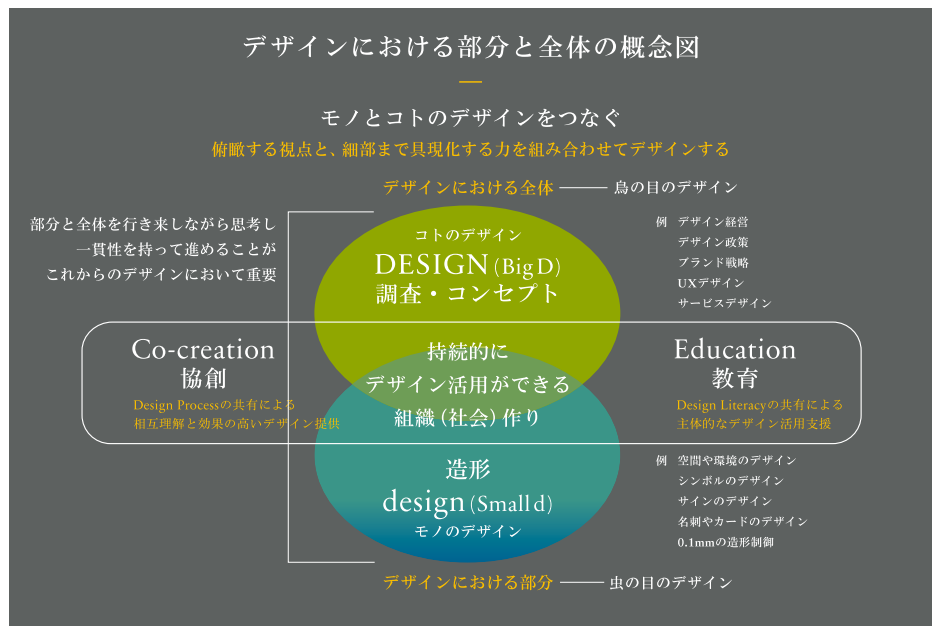 デザインにおける部分と全体の概念図
モノとコトのデザインをつなぐ
俯瞰する視点と、細部まで具現化する力を組み合わせてデザインする
デザインにおける全体
鳥の目のデザイン
部分と全体を行き来しながら思考し
一貫性を持って進めることが
これからのデザインにおいて重要
コトのデザイン
DESIGN (Big D)
調査・コンセプト
例 デザイン経営
デザイン政策
ブランド戦略
UXデザイン
サービスデザイン
Co-creation
協創
Design Processの共有による
相互理解と効果の高いデザイン提供
持続的に
デザイン活用ができる
組織（社会）作り
Education
教育
Design Literacyの共有による
主体的なデザイン活用支援
造形
design (Small d)
モノのデザイン
例 空間や環境のデザイン
シンボルのデザイン
サインのデザイン
名刺やカードのデザイン
0.1mmの造形制御
デザインにおける部分
虫の目のデザイン